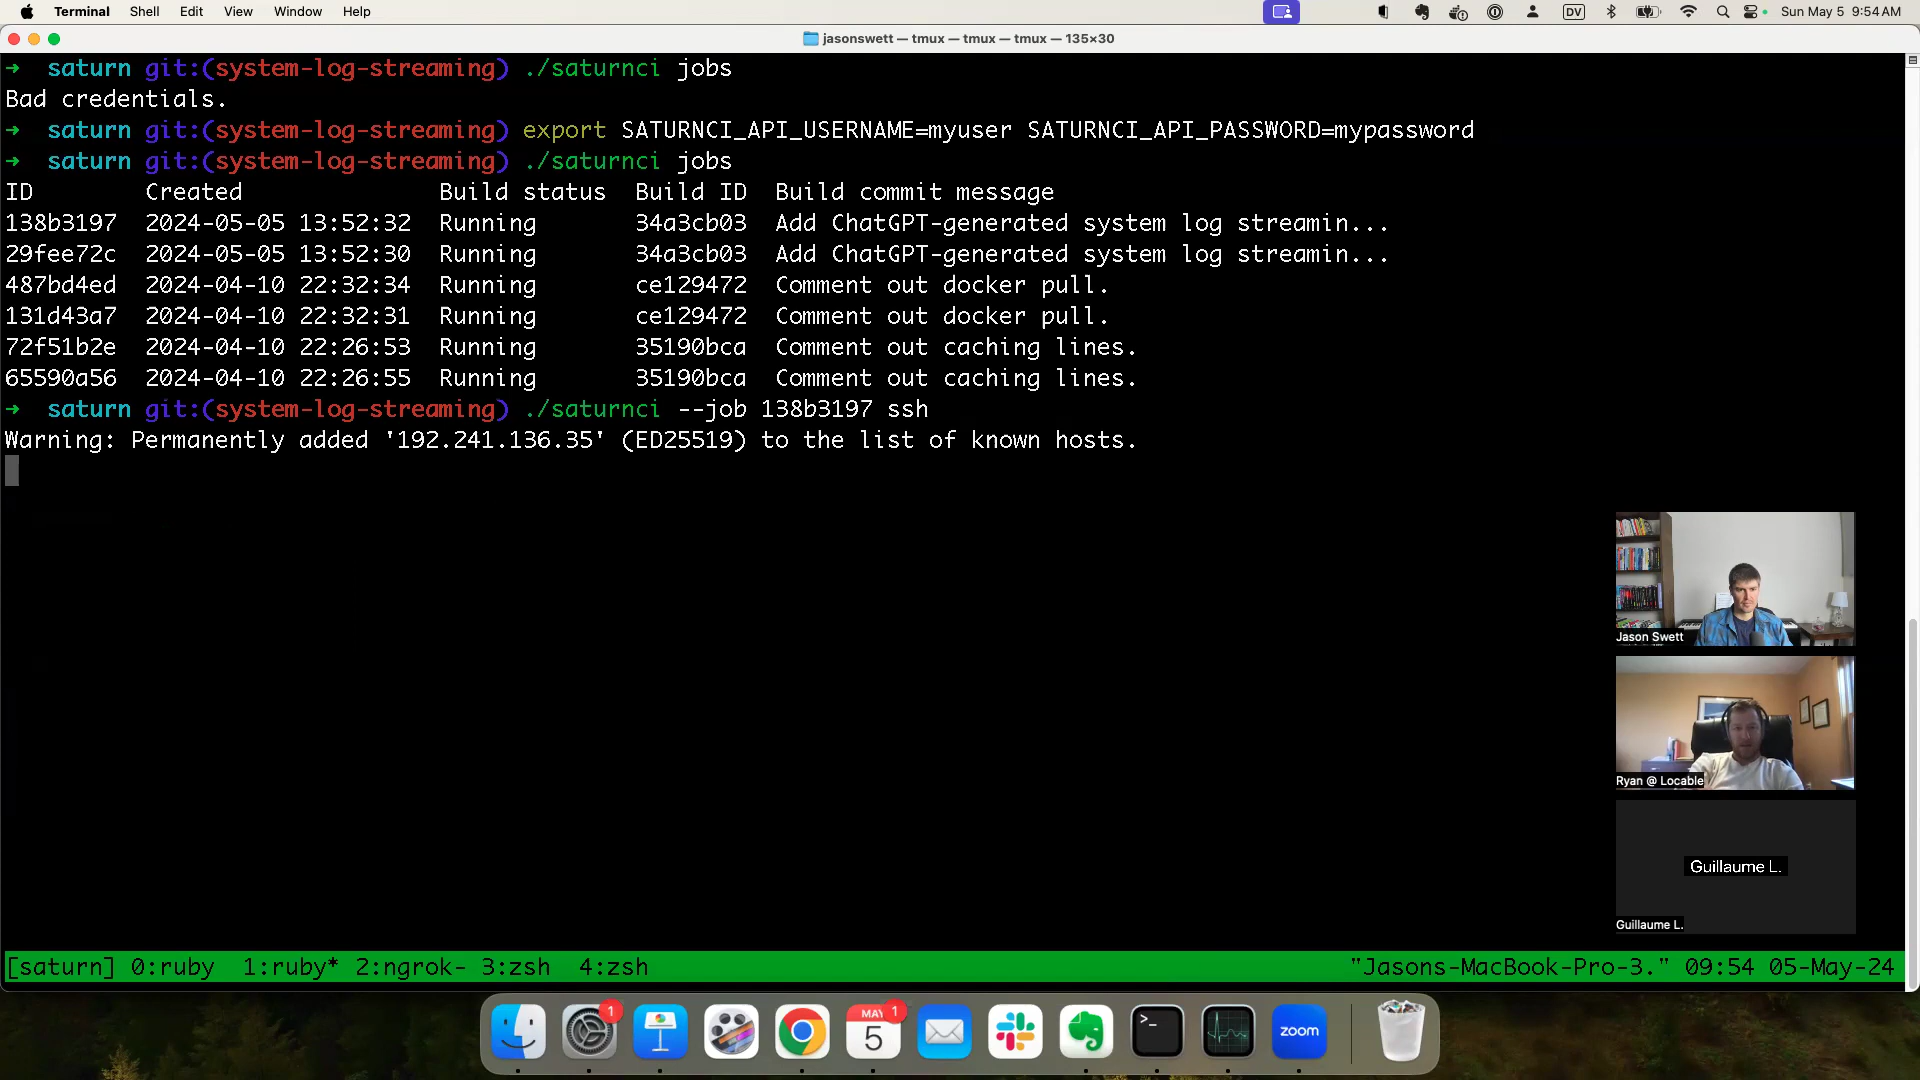 Terminal Shell Edit View Window Help
DV
Sun May 5 9:54 AM
jasonswett — tmux — tmux — tmux — 135×30
→ saturn git:(system-log-streaming) ./saturnci jobs
Bad credentials.
→ saturn git:(system-log-streaming) export SATURNCI_API_USERNAME=myuser SATURNCI_API_PASSWORD=mypassword
→ saturn git:(system-log-streaming) ./saturnci jobs
ID Created Build status Build ID Build commit message
138b3197 2024-05-05 13:52:32 Running 34a3cb03 Add ChatGPT-generated system log streamin...
29fee72c 2024-05-05 13:52:30 Running 34a3cb03 Add ChatGPT-generated system log streamin...
487bd4ed 2024-04-10 22:32:34 Running ce129472 Comment out docker pull.
131d43a7 2024-04-10 22:32:31 Running ce129472 Comment out docker pull.
72f51b2e 2024-04-10 22:26:53 Running 35190bca Comment out caching lines.
65590a56 2024-04-10 22:26:55 Running 35190bca Comment out caching lines.
→ saturn git:(system-log-streaming) ./saturnci --job 138b3197 ssh
Warning: Permanently added '192.241.136.35' (ED25519) to the list of known hosts.
Jason Swett
Ryan @ Locable
Guillaume L.
Guillaume L.
[saturn] 0:ruby 1:ruby* 2:ngrok- 3:zsh 4:zsh "Jasons-MacBook-Pro-3." 09:54 05-May-24
1
MAY
1
5
>_
zoom